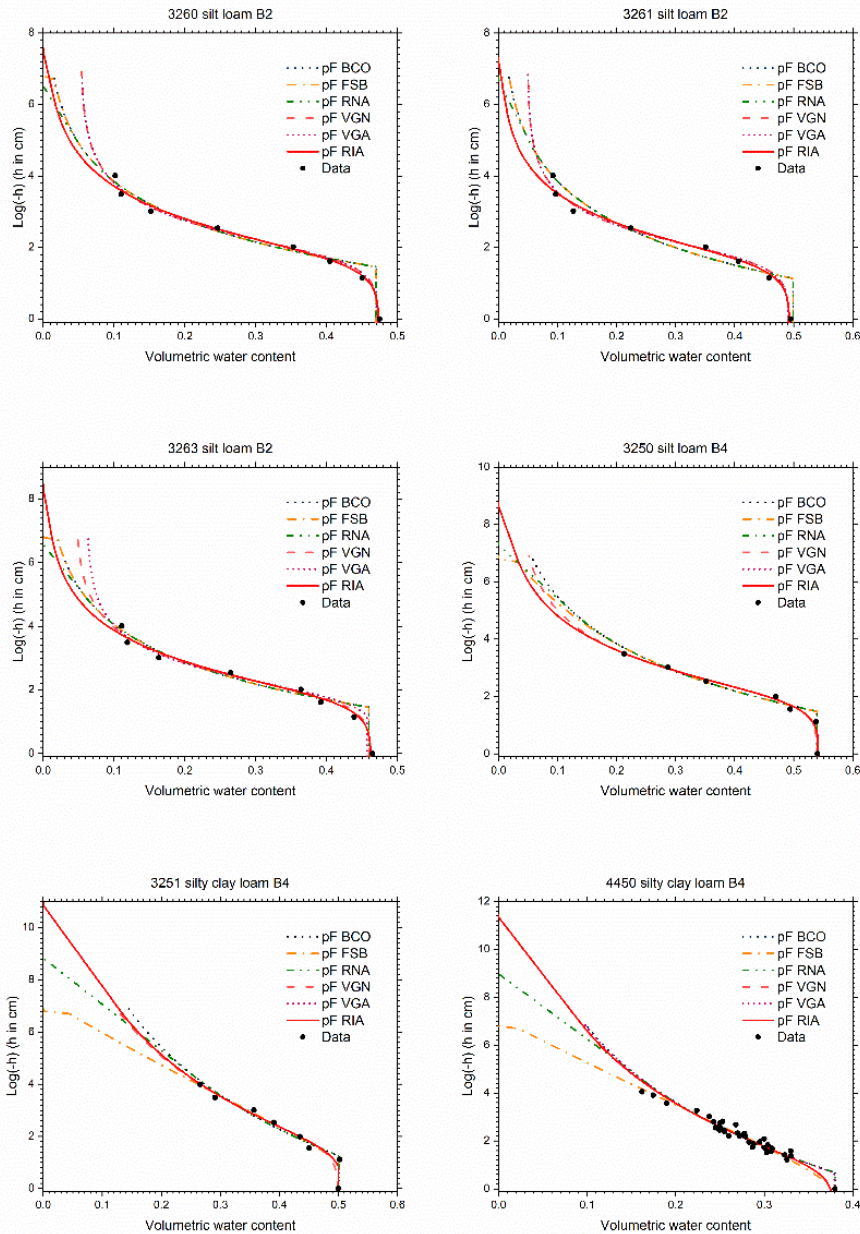 3260 silt loam B2
8
6
4
2
0
Log(-h) (h in cm)
pF BCO
pF FSB
pF RNA
pF VGN
pF VGA
pF RIA
Data
0.0 0.1 0.2 0.3 0.4 0.5
Volumetric water content
3261 silt loam B2
8
6
4
2
0
Log(-h) (h in cm)
pF BCO
pF FSB
pF RNA
pF VGN
pF VGA
pF RIA
Data
0.0 0.1 0.2 0.3 0.4 0.5 0.6
Volumetric water content
3263 silt loam B2
8
6
4
2
0
Log(-h) (h in cm)
pF BCO
pF FSB
pF RNA
pF VGN
pF VGA
pF RIA
Data
0.0 0.1 0.2 0.3 0.4 0.5
Volumetric water content
3250 silt loam B4
10
8
6
4
2
0
Log(-h) (h in cm)
pF BCO
pF FSB
pF RNA
pF VGN
pF VGA
pF RIA
Data
0.0 0.1 0.2 0.3 0.4 0.5 0.6
Volumetric water content
3251 silty clay loam B4
10
8
6
4
2
0
Log(-h) (h in cm)
pF BCO
pF FSB
pF RNA
pF VGN
pF VGA
pF RIA
Data
0.0 0.1 0.2 0.3 0.4 0.5 0.6
Volumetric water content
4450 silty clay loam B4
12
10
8
6
4
2
0
Log(-h) (h in cm)
pF BCO
pF FSB
pF RNA
pF VGN
pF VGA
pF RIA
Data
0.0 0.1 0.2 0.3 0.4
Volumetric water content